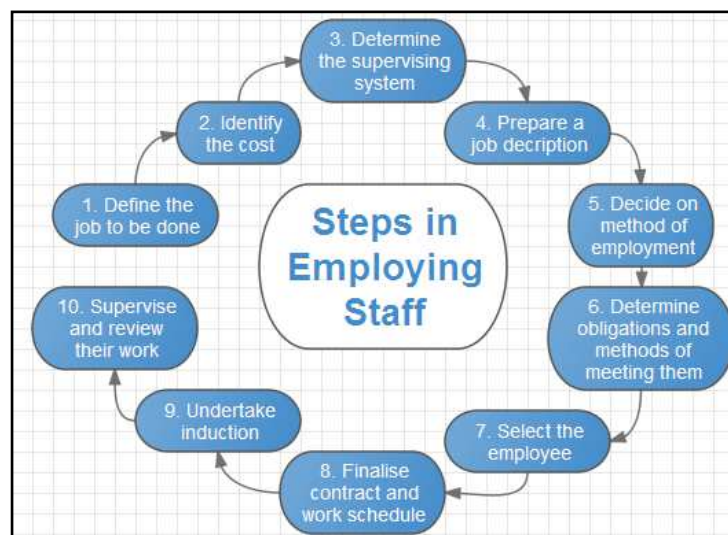 3. Determine
the supervising
system
2. Identify
the cost
4. Prepare a
job decription
1. Define the
job to be done
5. Decide on
method of
employment
Steps in
Employing
Staff
10. Supervise
and review
their work
6. Determine
obligations and
methods of
meeting them
9. Undertake
induction
7. Select the
employee
8. Finalise
contract and
work schedule